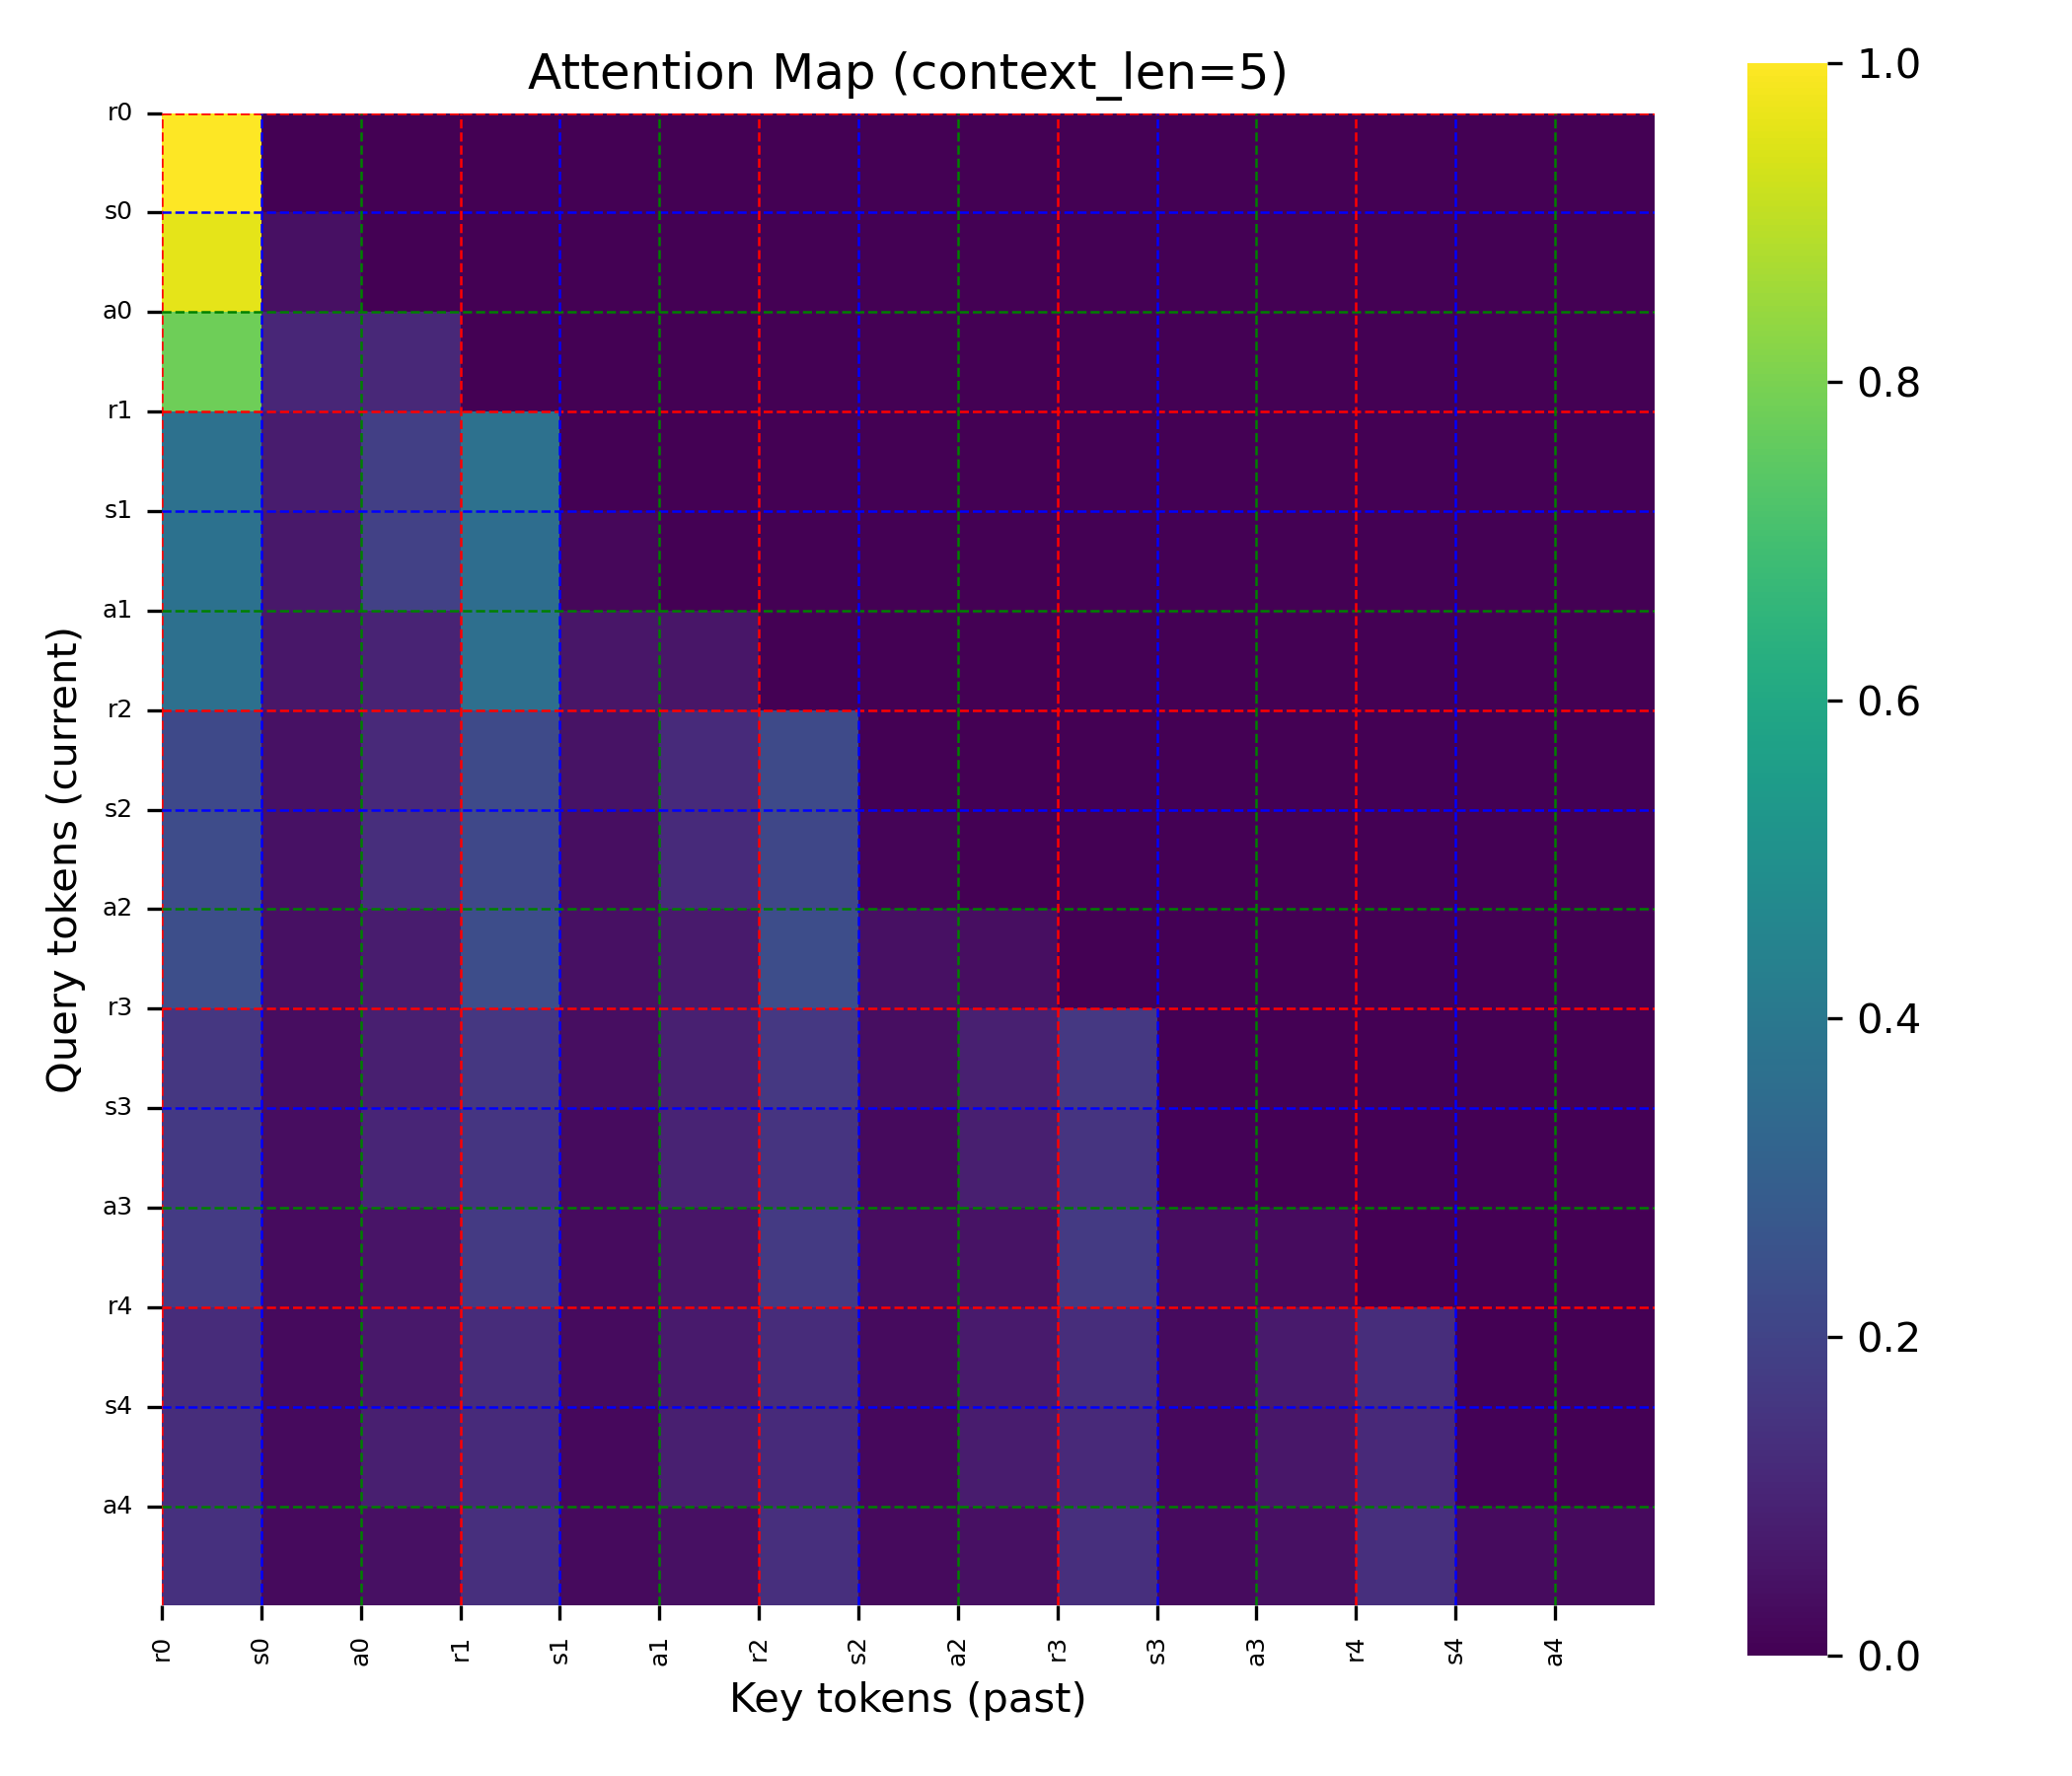 Attention Map (context_len=5)
Query tokens (current)
r0
s0
a0
r1
s1
a1
r2
s2
a2
r3
s3
a3
r4
s4
a4
r0 s0 a0 r1 s1 a1 r2 s2 a2 r3 s3 a3 r4 s4 a4
Key tokens (past)
1.0
0.8
0.6
0.4
0.2
0.0